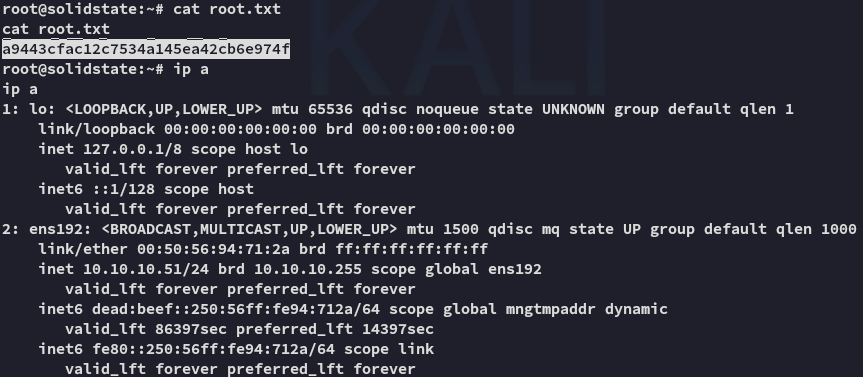 root@solidstate:~# cat root.txt
cat root.txt
a9443cfac12c7534a145ea42cb6e974f
root@solidstate:~# ip a
ip a
1: lo: <LOOPBACK,UP,LOWER_UP> mtu 65536 qdisc noqueue state UNKNOWN group default qlen 1
    link/loopback 00:00:00:00:00:00 brd 00:00:00:00:00:00
    inet 127.0.0.1/8 scope host lo
       valid_lft forever preferred_lft forever
    inet6 ::1/128 scope host
       valid_lft forever preferred_lft forever
2: ens192: <BROADCAST,MULTICAST,UP,LOWER_UP> mtu 1500 qdisc mq state UP group default qlen 1000
    link/ether 00:50:56:94:71:2a brd ff:ff:ff:ff:ff:ff
    inet 10.10.10.51/24 brd 10.10.10.255 scope global ens192
       valid_lft forever preferred_lft forever
    inet6 dead:beef::250:56ff:fe94:712a/64 scope global mngtmpaddr dynamic
       valid_lft 86397sec preferred_lft 14397sec
    inet6 fe80::250:56ff:fe94:712a/64 scope link
       valid_lft forever preferred_lft forever
KALI